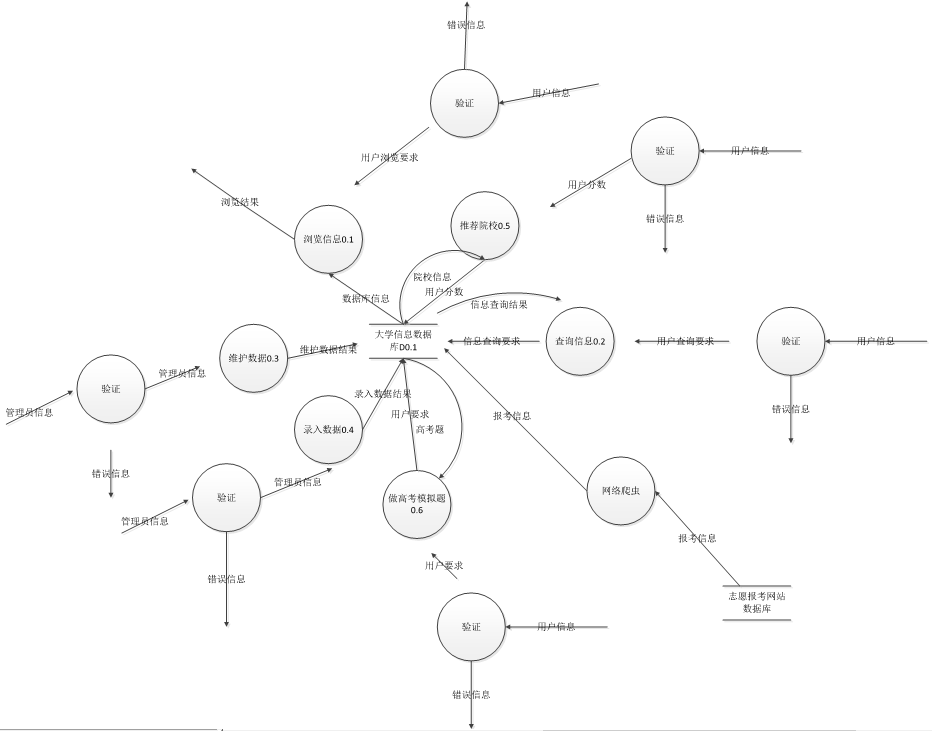 错误信息
验证
用户信息
用户浏览要求
验证
用户信息
用户分数
错误信息
浏览结果
浏览信息0.1
推荐院校0.5
院校信息
用户分数
数据库信息
信息查询结果
大学信息数据
库D0.1
信息查询要求
查询信息0.2
用户查询要求
验证
用户信息
错误信息
维护数据结果
维护数据0.3
管理员信息
验证
管理员信息
错误信息
录入数据结果
用户要求
高考题
录入数据0.4
报考信息
管理员信息
验证
管理员信息
错误信息
做高考模拟题
0.6
网络爬虫
报考信息
志愿报考网站
数据库
用户要求
验证
用户信息
错误信息